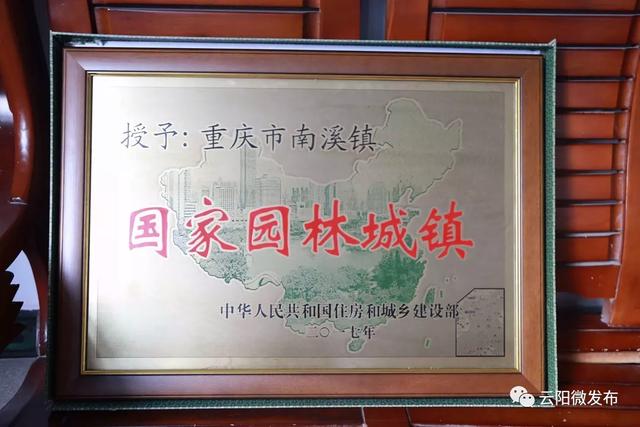 授予：重庆市南溪镇
国家园林城镇
中华人民共和国住房和城乡建设部
二〇一七年
云阳微发布